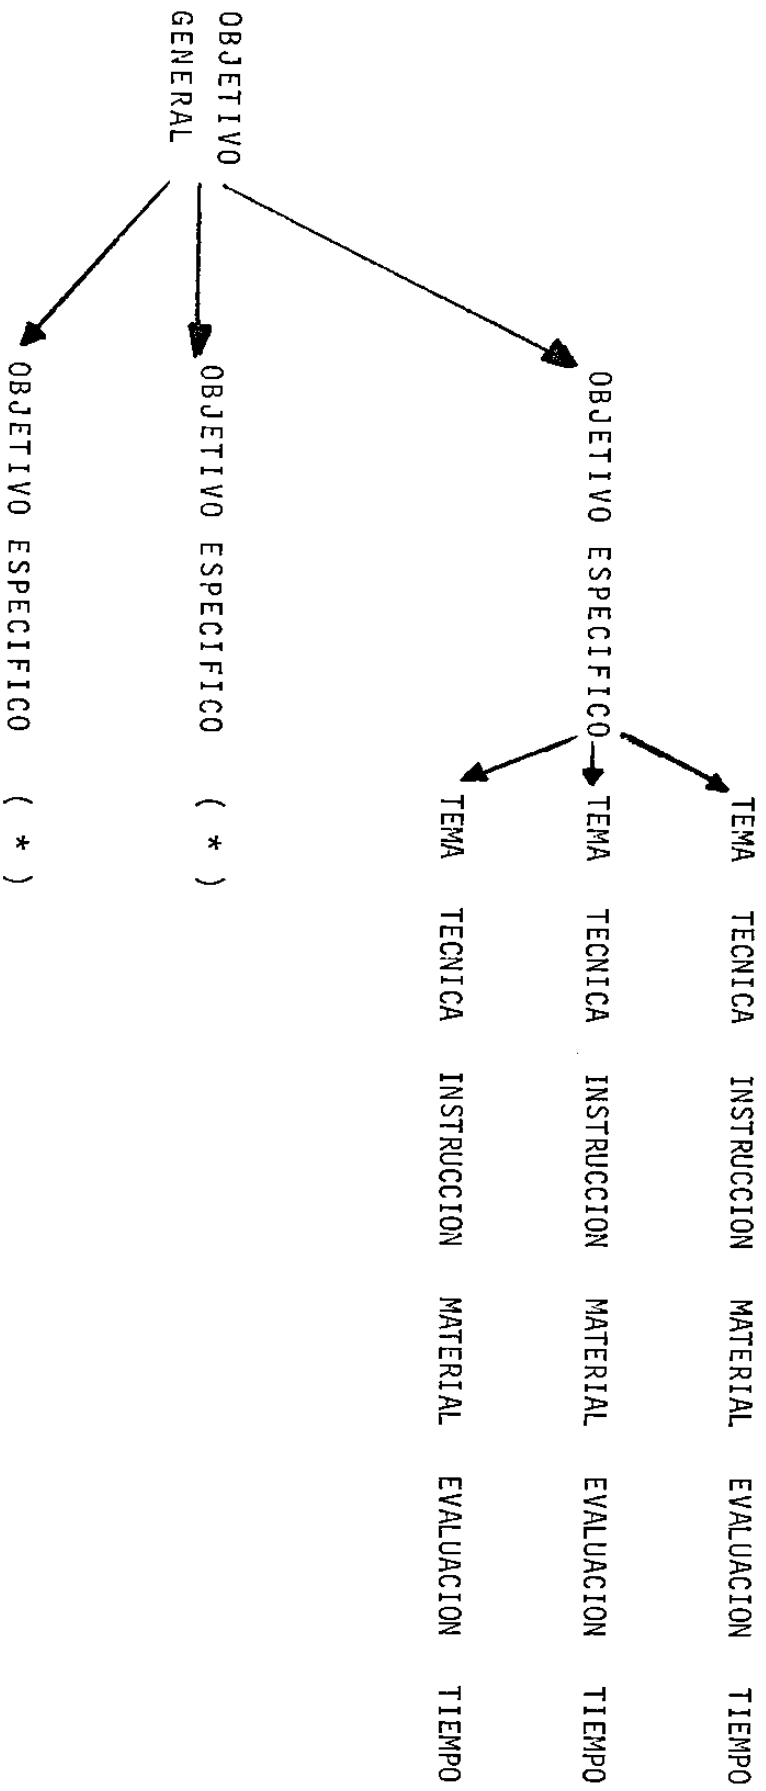 TEMA TECNICA INSTRUCCION MATERIAL EVALUACION TIEMPO
OBJETIVO ESPECIFICO TEMA TECNICA INSTRUCCION MATERIAL EVALUACION TIEMPO
TEMA TECNICA INSTRUCCION MATERIAL EVALUACION TIEMPO
OBJETIVO
GENERAL
OBJETIVO ESPECIFICO ( * )
OBJETIVO ESPECIFICO ( * )